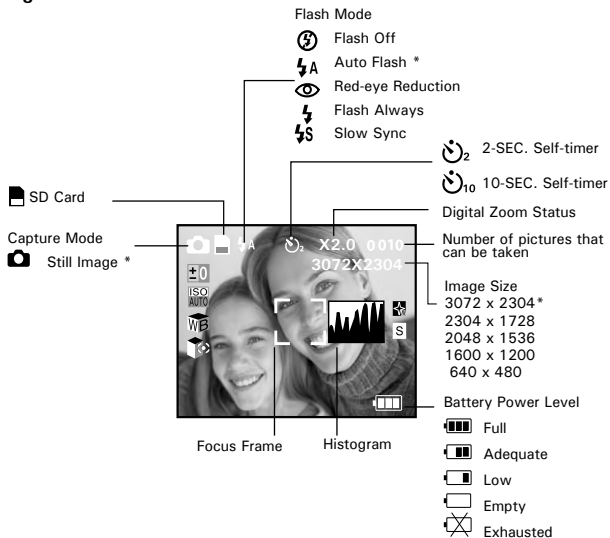 Flash Mode
Flash Off
A Auto Flash *
Red-eye Reduction
Flash Always
S Slow Sync
2 2-SEC. Self-timer
10 10-SEC. Self-timer
SD Card
Digital Zoom Status
Capture Mode
Still Image *
A 2 X2.0 0010
Number of pictures that
can be taken
3072X2304
±0
ISO
AUTO
WB
S
Image Size
3072 x 2304*
2304 x 1728
2048 x 1536
1600 x 1200
640 x 480
Battery Power Level
Focus Frame
Histogram
Full
Adequate
Low
Empty
Exhausted